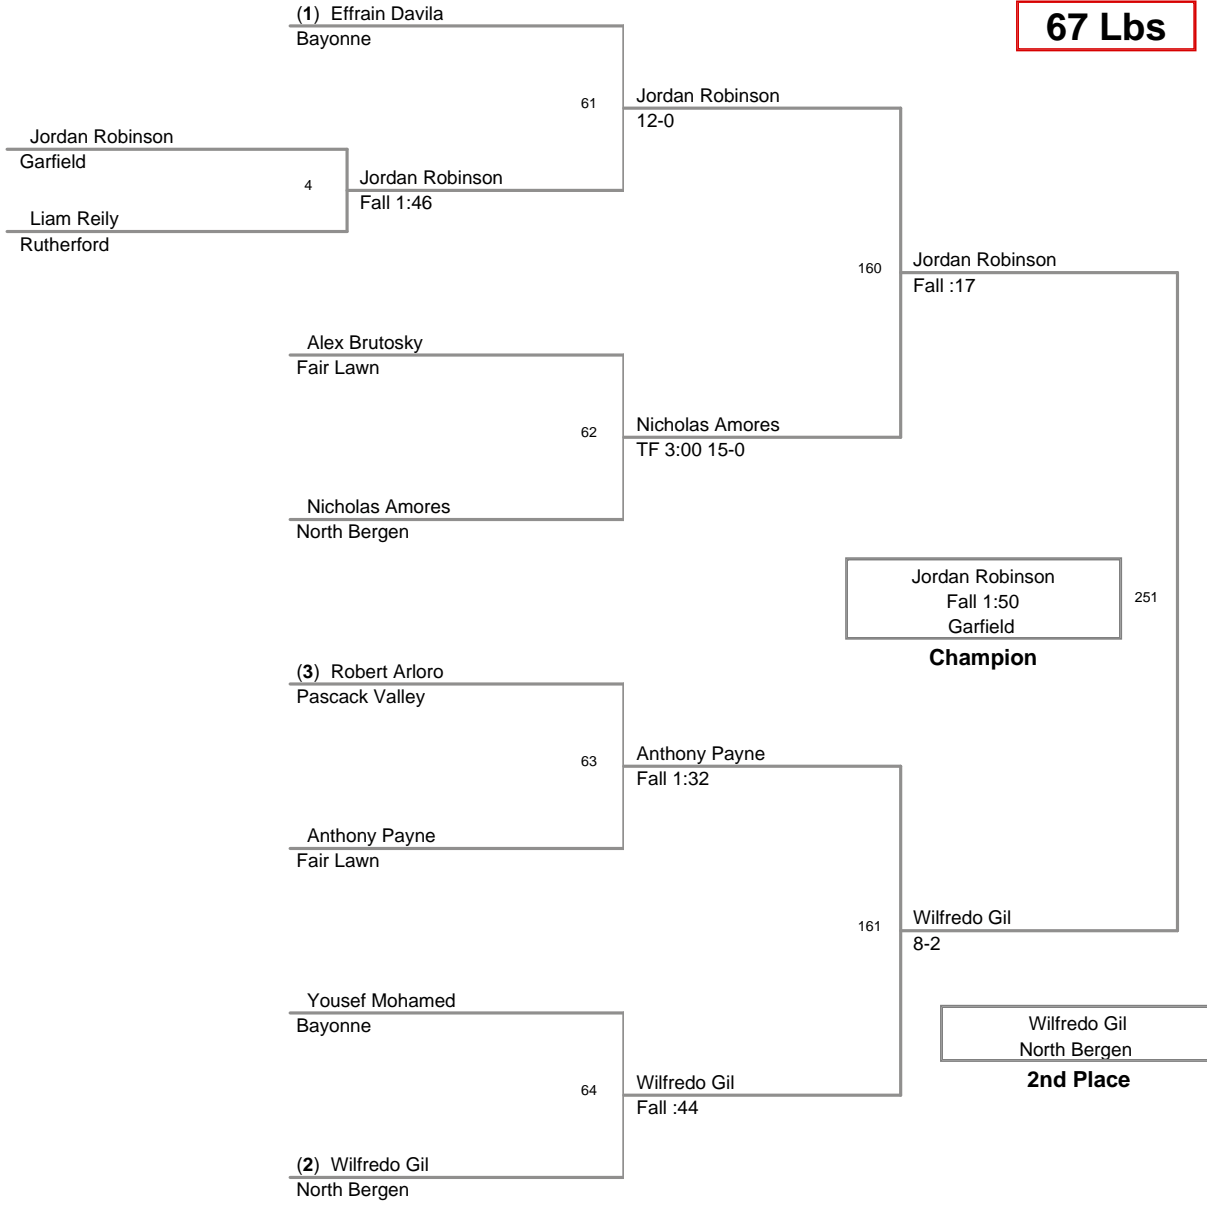 (1) Effrain Davila
67 Lbs
Bayonne
61
Jordan Robinson
12-0
Jordan Robinson
Garfield
4
Jordan Robinson
Fall 1:46
Liam Reily
Rutherford
160
Jordan Robinson
Fall :17
Alex Brutosky
Fair Lawn
62
Nicholas Amores
TF 3:00 15-0
Nicholas Amores
North Bergen
Jordan Robinson
Fall 1:50
Garfield
251
Champion
(3) Robert Arloro
Pascack Valley
63
Anthony Payne
Fall 1:32
Anthony Payne
Fair Lawn
161
Wilfredo Gil
8-2
Yousef Mohamed
Bayonne
Wilfredo Gil
North Bergen
2nd Place
64
Wilfredo Gil
Fall :44
(2) Wilfredo Gil
North Bergen